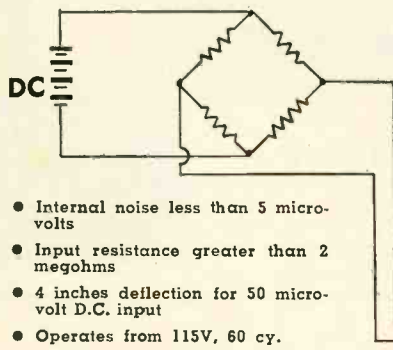 DC
● Internal noise less than 5 micro-
volts
● Input resistance greater than 2
megohms
● 4 inches deflection for 50 micro-
volt D.C. input
● Operates from 115V, 60 cy.